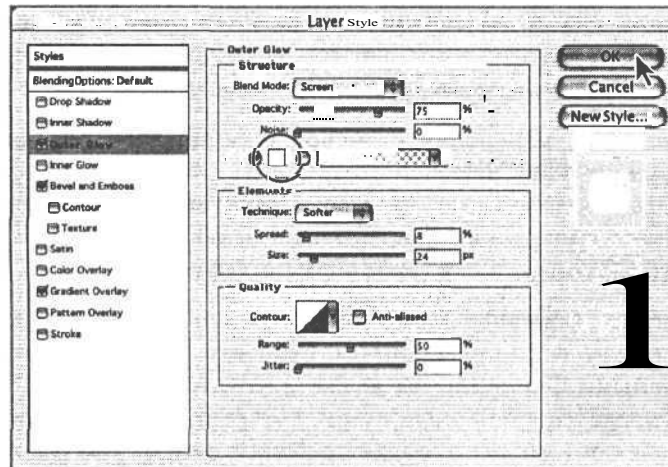 Layer Style
Styles
Blending Options: Default
Drop Shadow
Inner Shadow
Outer Glow
Inner Glow
Bevel and Emboss
Contour
Texture
Satin
Color Overlay
Gradient Overlay
Pattern Overlay
Stroke
Outer Glow
Structure
Blend Mode: Screen
Opacity: 75 %
Noise: 0 %
Elements
Technique: Softer
Spread: 8 %
Size: 24 px
Quality
Contour: Anti-aliased
Range: 50 %
Jitter: 0 %
OK
Cancel
New Style...
1